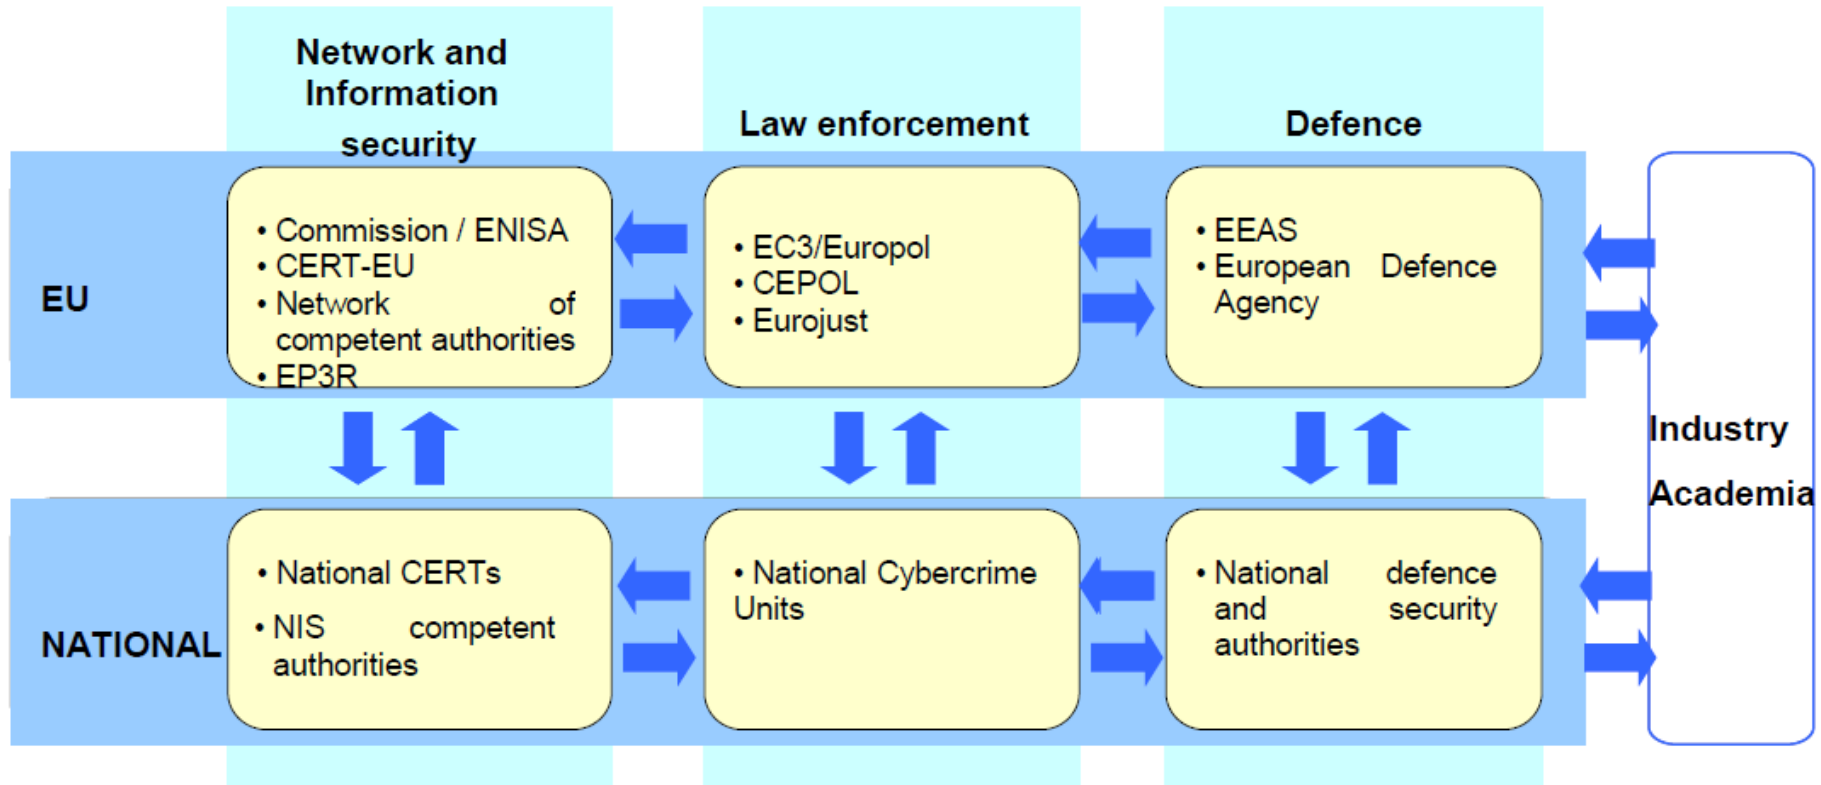 Network and
Information
security
Law enforcement
Defence
EU
• Commission / ENISA
• CERT-EU
• Network of
competent authorities
• EP3R
• EC3/Europol
• CEPOL
• Eurojust
• EEAS
• European Defence
Agency
Industry
Academia
NATIONAL
• National CERTs
• NIS competent
authorities
• National Cybercrime
Units
• National defence
and security
authorities